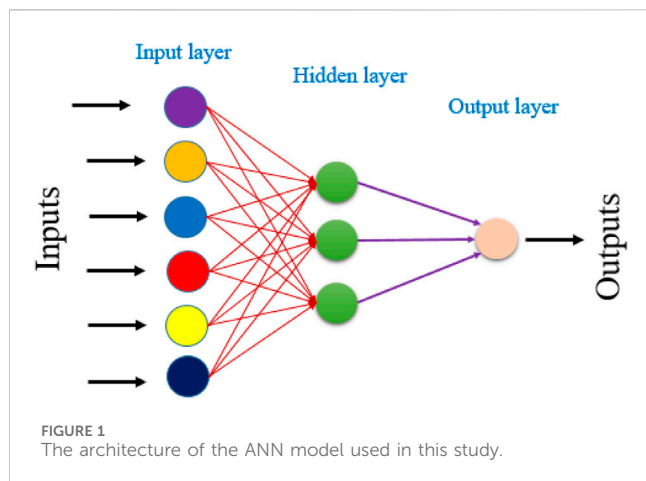 Input layer
Hidden layer
Output layer
Inputs
Outputs
FIGURE 1
The architecture of the ANN model used in this study.